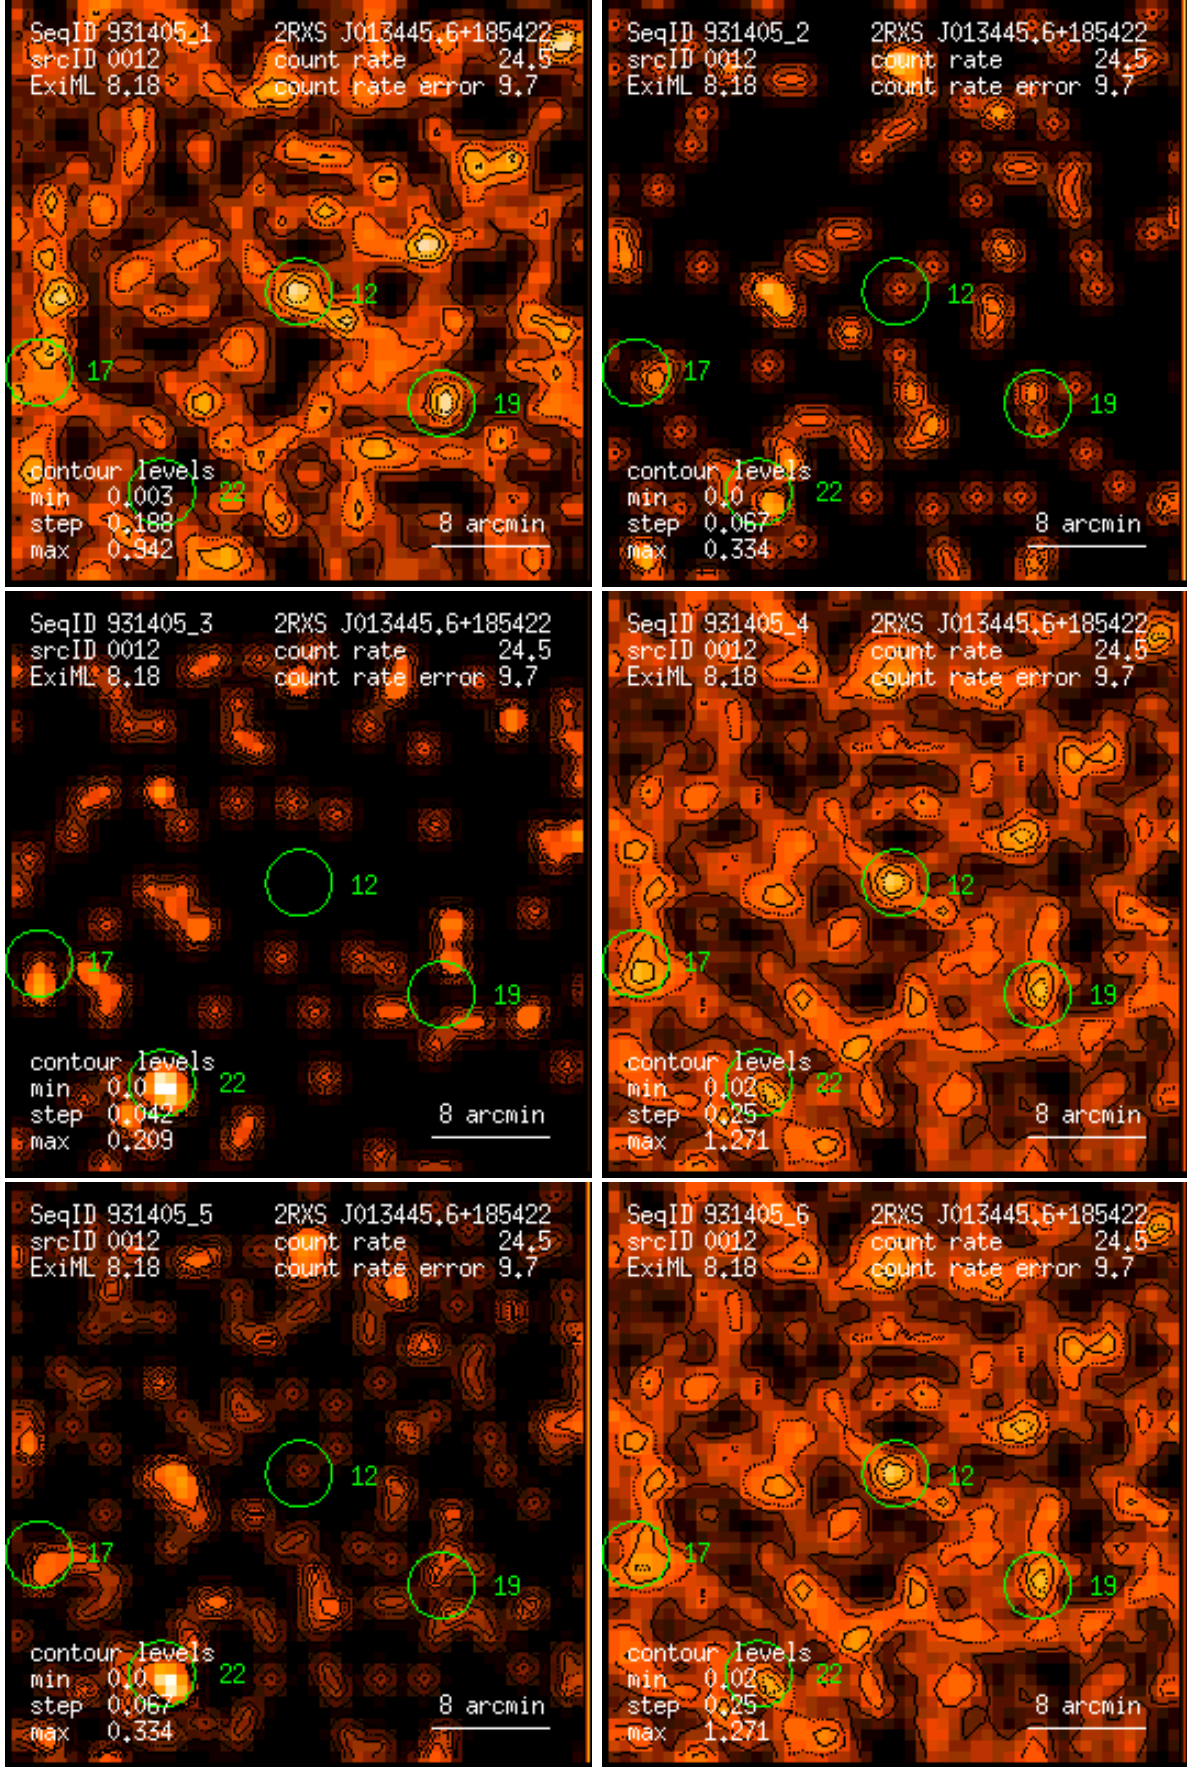 SeqID 931405_1 2RXS J013445.6+185422
srcID 0012 count rate 24.5
ExiML 8.18 count rate error 9.7
12
17
19
contour levels
min 0.003 22
step 0.188 8 arcmin
max 0.942
SeqID 931405_2 2RXS J013445.6+185422
srcID 0012 count rate 24.5
ExiML 8.18 count rate error 9.7
12
17
19
contour levels
min 0.0 22
step 0.067 8 arcmin
max 0.334
SeqID 931405_3 2RXS J013445.6+185422
srcID 0012 count rate 24.5
ExiML 8.18 count rate error 9.7
12
17
19
contour levels
min 0.0 22
step 0.042 8 arcmin
max 0.209
SeqID 931405_4 2RXS J013445.6+185422
srcID 0012 count rate 24.5
ExiML 8.18 count rate error 9.7
12
17
19
contour levels
min 0.02 22
step 0.25 8 arcmin
max 1.271
SeqID 931405_5 2RXS J013445.6+185422
srcID 0012 count rate 24.5
ExiML 8.18 count rate error 9.7
12
17
19
contour levels
min 0.0 22
step 0.067 8 arcmin
max 0.334
SeqID 931405_6 2RXS J013445.6+185422
srcID 0012 count rate 24.5
ExiML 8.18 count rate error 9.7
12
17
19
contour levels
min 0.02 22
step 0.25 8 arcmin
max 1.271